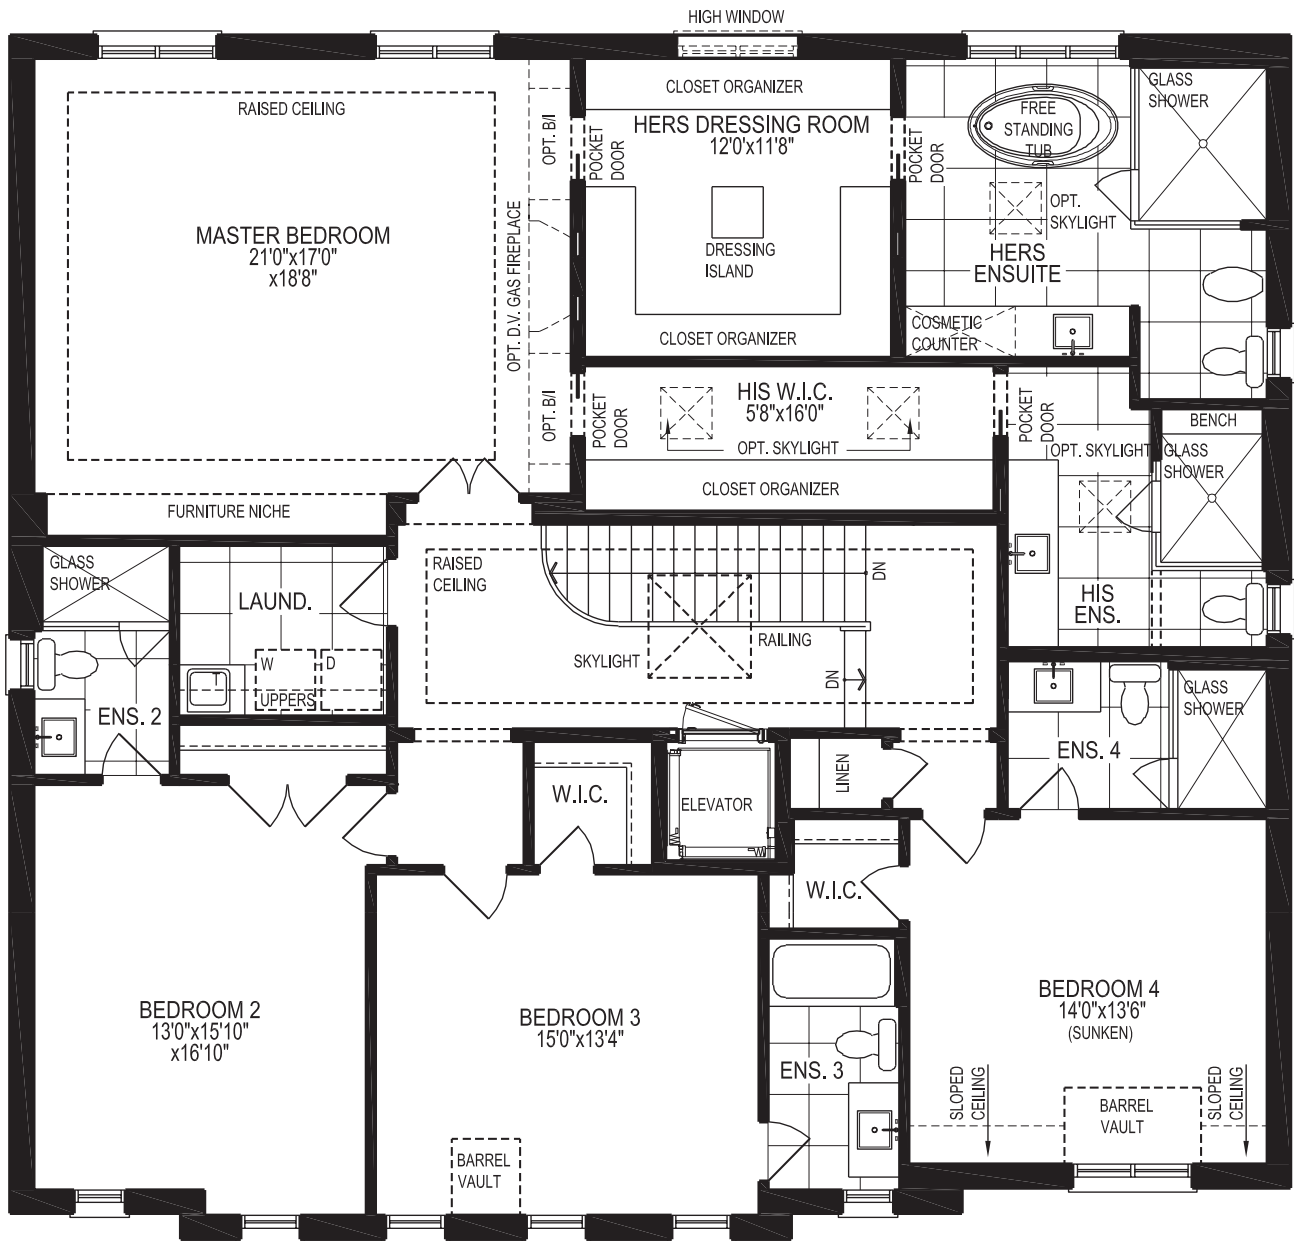 HIGH WINDOW
RAISED CEILING
MASTER BEDROOM
21'0"x17'0"
x18'8"
OPT. B/I
OPT. D.V. GAS FIREPLACE
OPT. B/I
POCKET
DOOR
CLOSET ORGANIZER
HERS DRESSING ROOM
12'0"x11'8"
DRESSING
ISLAND
CLOSET ORGANIZER
POCKET
DOOR
FREE
STANDING
TUB
GLASS
SHOWER
OPT.
SKYLIGHT
HERS
ENSUITE
COSMETIC
COUNTER
POCKET
DOOR
HIS W.I.C.
5'8"x16'0"
OPT. SKYLIGHT
CLOSET ORGANIZER
POCKET
DOOR
BENCH
OPT. SKYLIGHT
GLASS
SHOWER
HIS
ENS.
FURNITURE NICHE
GLASS
SHOWER
LAUND.
W
D
UPPERS
ENS. 2
RAISED
CEILING
DN
RAILING
SKYLIGHT
DN
GLASS
SHOWER
ENS. 4
W.I.C.
ELEVATOR
LINEN
W.I.C.
BEDROOM 2
13'0"x15'10"
x16'10"
BEDROOM 3
15'0"x13'4"
BARREL
VAULT
ENS. 3
BEDROOM 4
14'0"x13'6"
(SUNKEN)
SLOPED
CEILING
BARREL
VAULT
SLOPED
CEILING